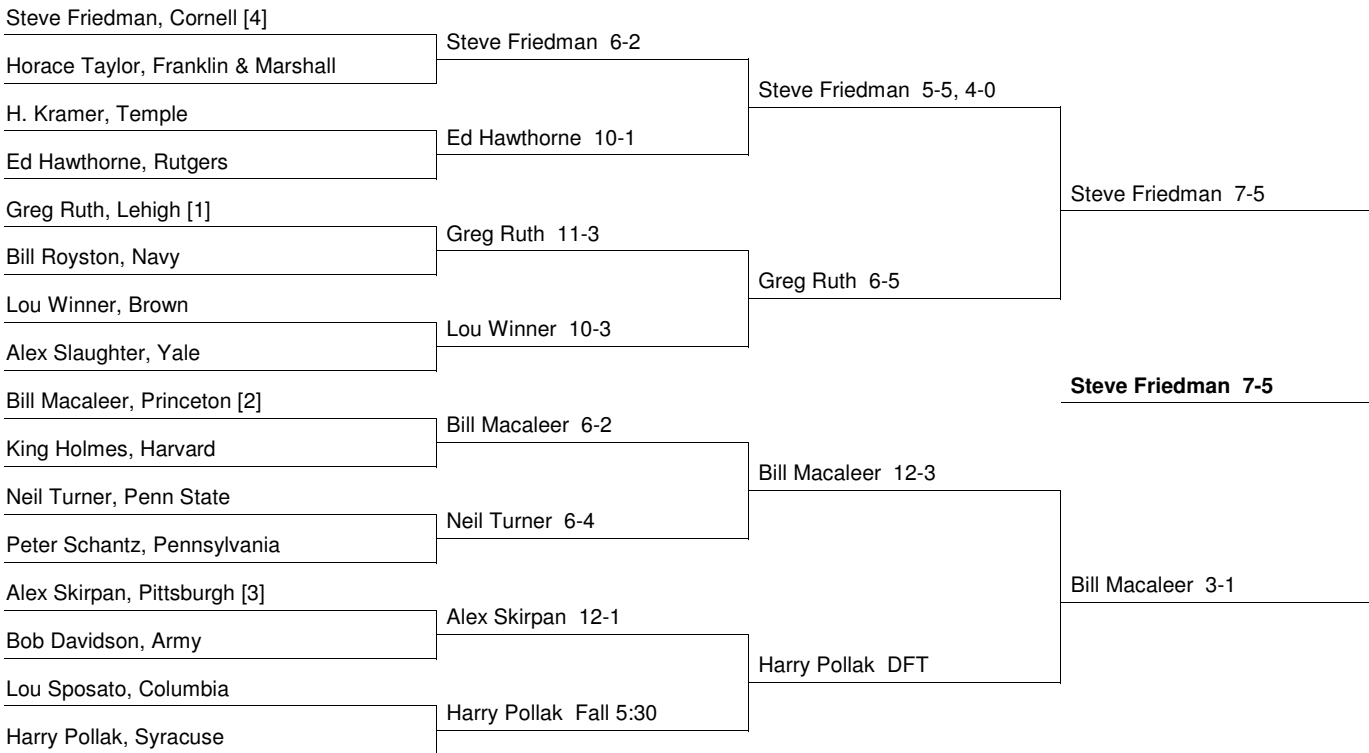 Steve Friedman, Cornell [4]
Steve Friedman  6-2
Horace Taylor, Franklin & Marshall
Steve Friedman  5-5, 4-0
H. Kramer, Temple
Ed Hawthorne  10-1
Ed Hawthorne, Rutgers
Steve Friedman  7-5
Greg Ruth, Lehigh [1]
Greg Ruth  11-3
Bill Royston, Navy
Greg Ruth  6-5
Lou Winner, Brown
Lou Winner  10-3
Alex Slaughter, Yale
Steve Friedman  7-5
Bill Macaleer, Princeton [2]
Bill Macaleer  6-2
King Holmes, Harvard
Bill Macaleer  12-3
Neil Turner, Penn State
Neil Turner  6-4
Peter Schantz, Pennsylvania
Bill Macaleer  3-1
Alex Skirpan, Pittsburgh [3]
Alex Skirpan  12-1
Bob Davidson, Army
Harry Pollak  DFT
Lou Sposato, Columbia
Harry Pollak  Fall 5:30
Harry Pollak, Syracuse